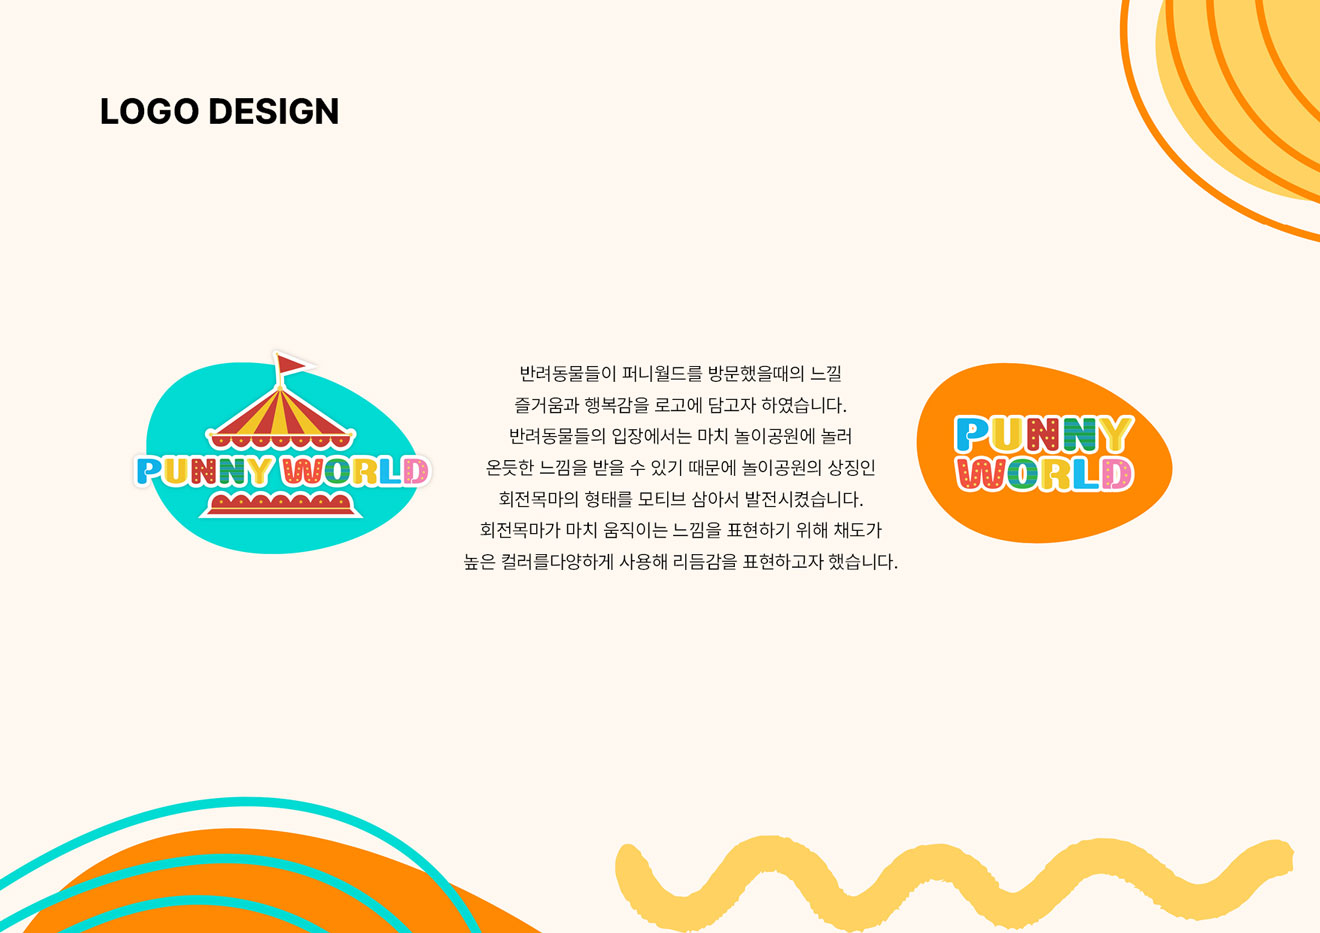 LOGO DESIGN
PUNNY WORLD
반려동물들이 퍼니월드를 방문했을때의 느낄
즐거움과 행복감을 로고에 담고자 하였습니다.
반려동물들의 입장에서는 마치 놀이공원에 놀러
온듯한 느낌을 받을 수 있기 때문에 놀이공원의 상징인
회전목마의 형태를 모티브 삼아서 발전시켰습니다.
회전목마가 마치 움직이는 느낌을 표현하기 위해 채도가
높은 컬러를다양하게 사용해 리듬감을 표현하고자 했습니다.
PUNNY
WORLD